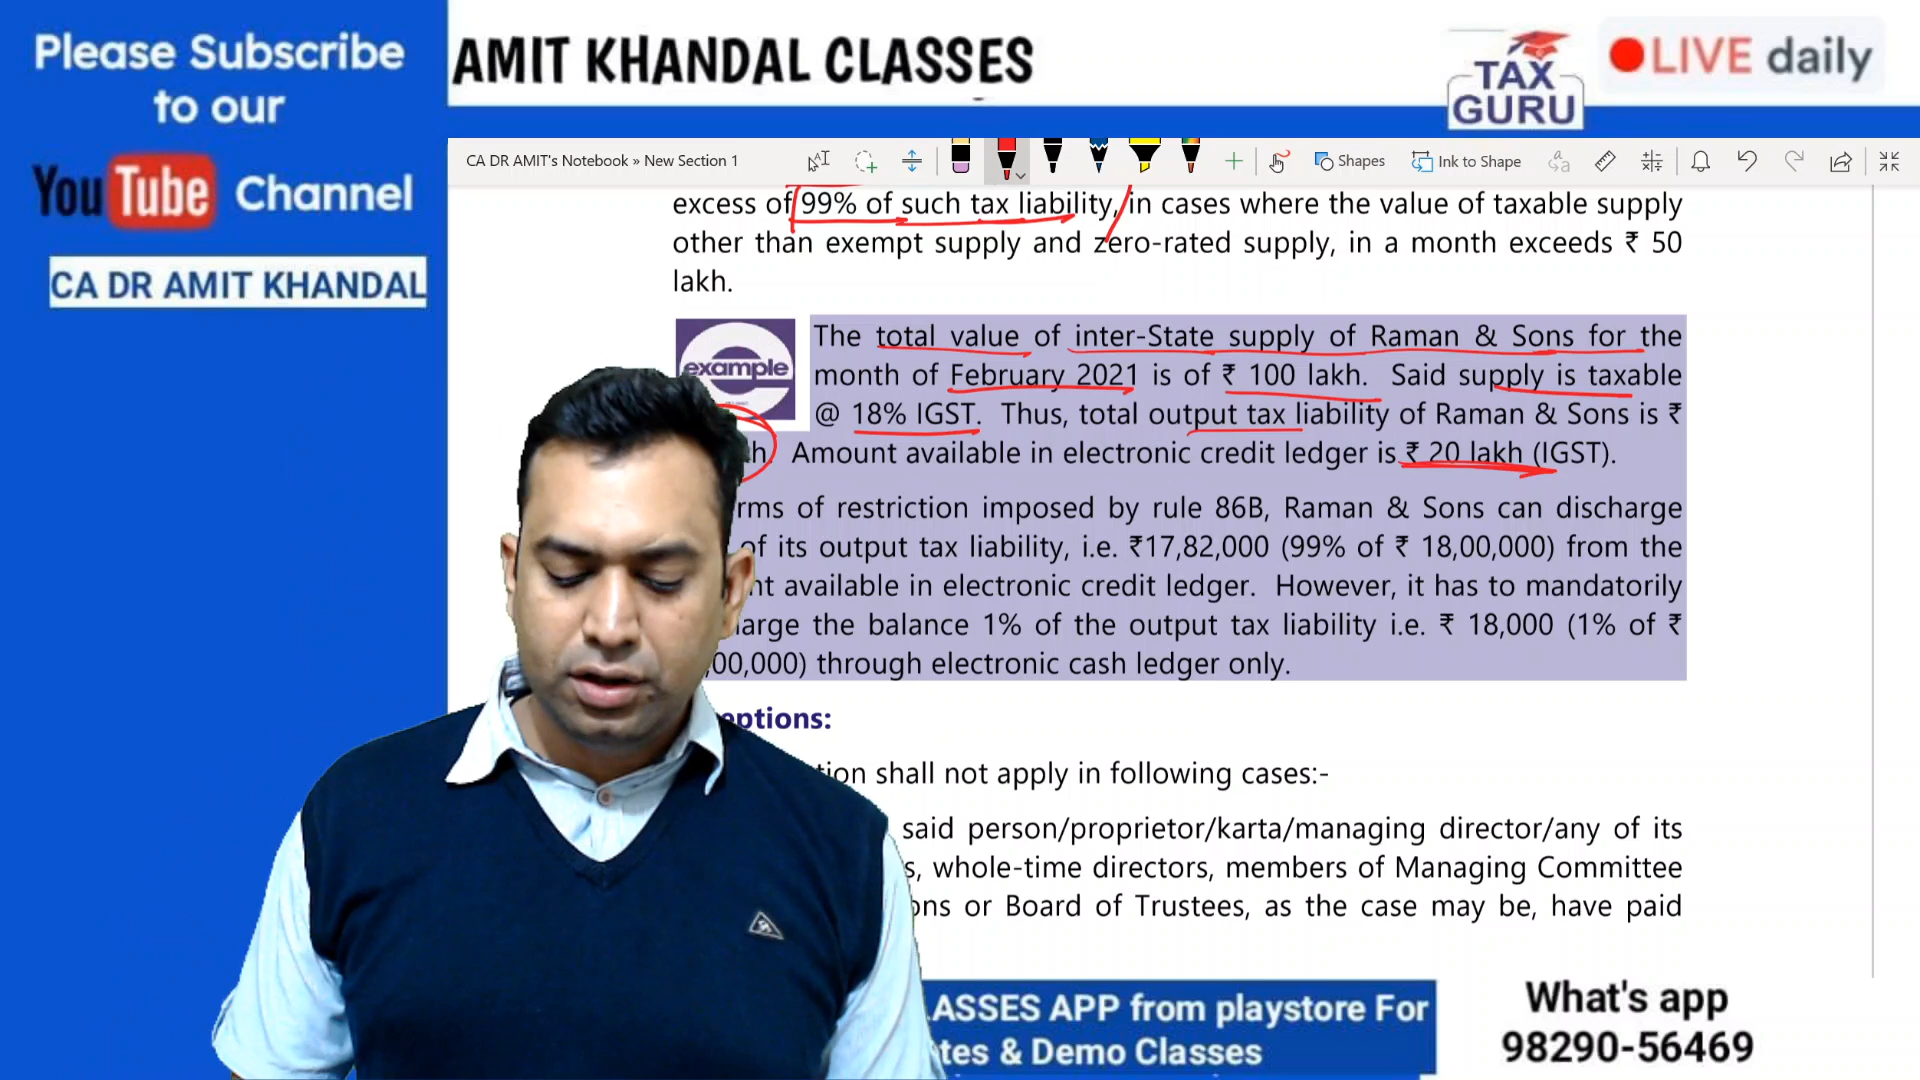 Please Subscribe
to our
YouTube Channel
CA DR AMIT KHANDAL
AMIT KHANDAL CLASSES
TAX
GURU
LIVE daily
CA DR AMIT's Notebook » New Section 1
Shapes
Ink to Shape
excess of 99% of such tax liability, in cases where the value of taxable supply
other than exempt supply and zero-rated supply, in a month exceeds ₹ 50
lakh.
example
The total value of inter-State supply of Raman & Sons for the
month of February 2021 is of ₹ 100 lakh. Said supply is taxable
@ 18% IGST. Thus, total output tax liability of Raman & Sons is ₹
h. Amount available in electronic credit ledger is ₹ 20 lakh (IGST).
rms of restriction imposed by rule 86B, Raman & Sons can discharge
of its output tax liability, i.e. ₹17,82,000 (99% of ₹ 18,00,000) from the
nt available in electronic credit ledger. However, it has to mandatorily
arge the balance 1% of the output tax liability i.e. ₹ 18,000 (1% of ₹
,00,000) through electronic cash ledger only.
eptions:
tion shall not apply in following cases:-
said person/proprietor/karta/managing director/any of its
s, whole-time directors, members of Managing Committee
ons or Board of Trustees, as the case may be, have paid
ASSES APP from playstore For
tes & Demo Classes
What's app
98290-56469